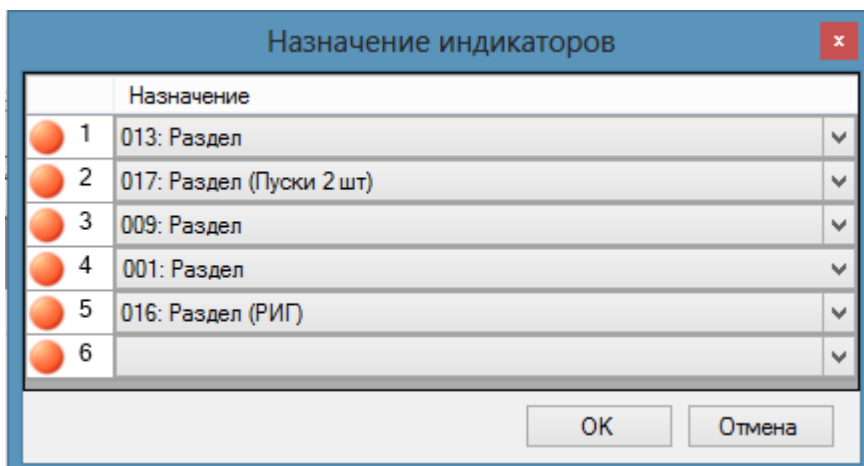 Назначение индикаторов
x
Назначение
1 013: Раздел
2 017: Раздел (Пуски 2 шт)
3 009: Раздел
4 001: Раздел
5 016: Раздел (РИГ)
6
OK Отмена